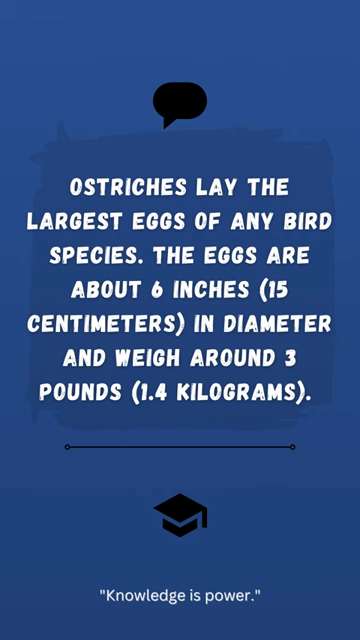 OSTRICHES LAY THE
LARGEST EGGS OF ANY BIRD
SPECIES. THE EGGS ARE
ABOUT 6 INCHES (15
CENTIMETERS) IN DIAMETER
AND WEIGH AROUND 3
POUNDS (1.4 KILOGRAMS).
"Knowledge is power."